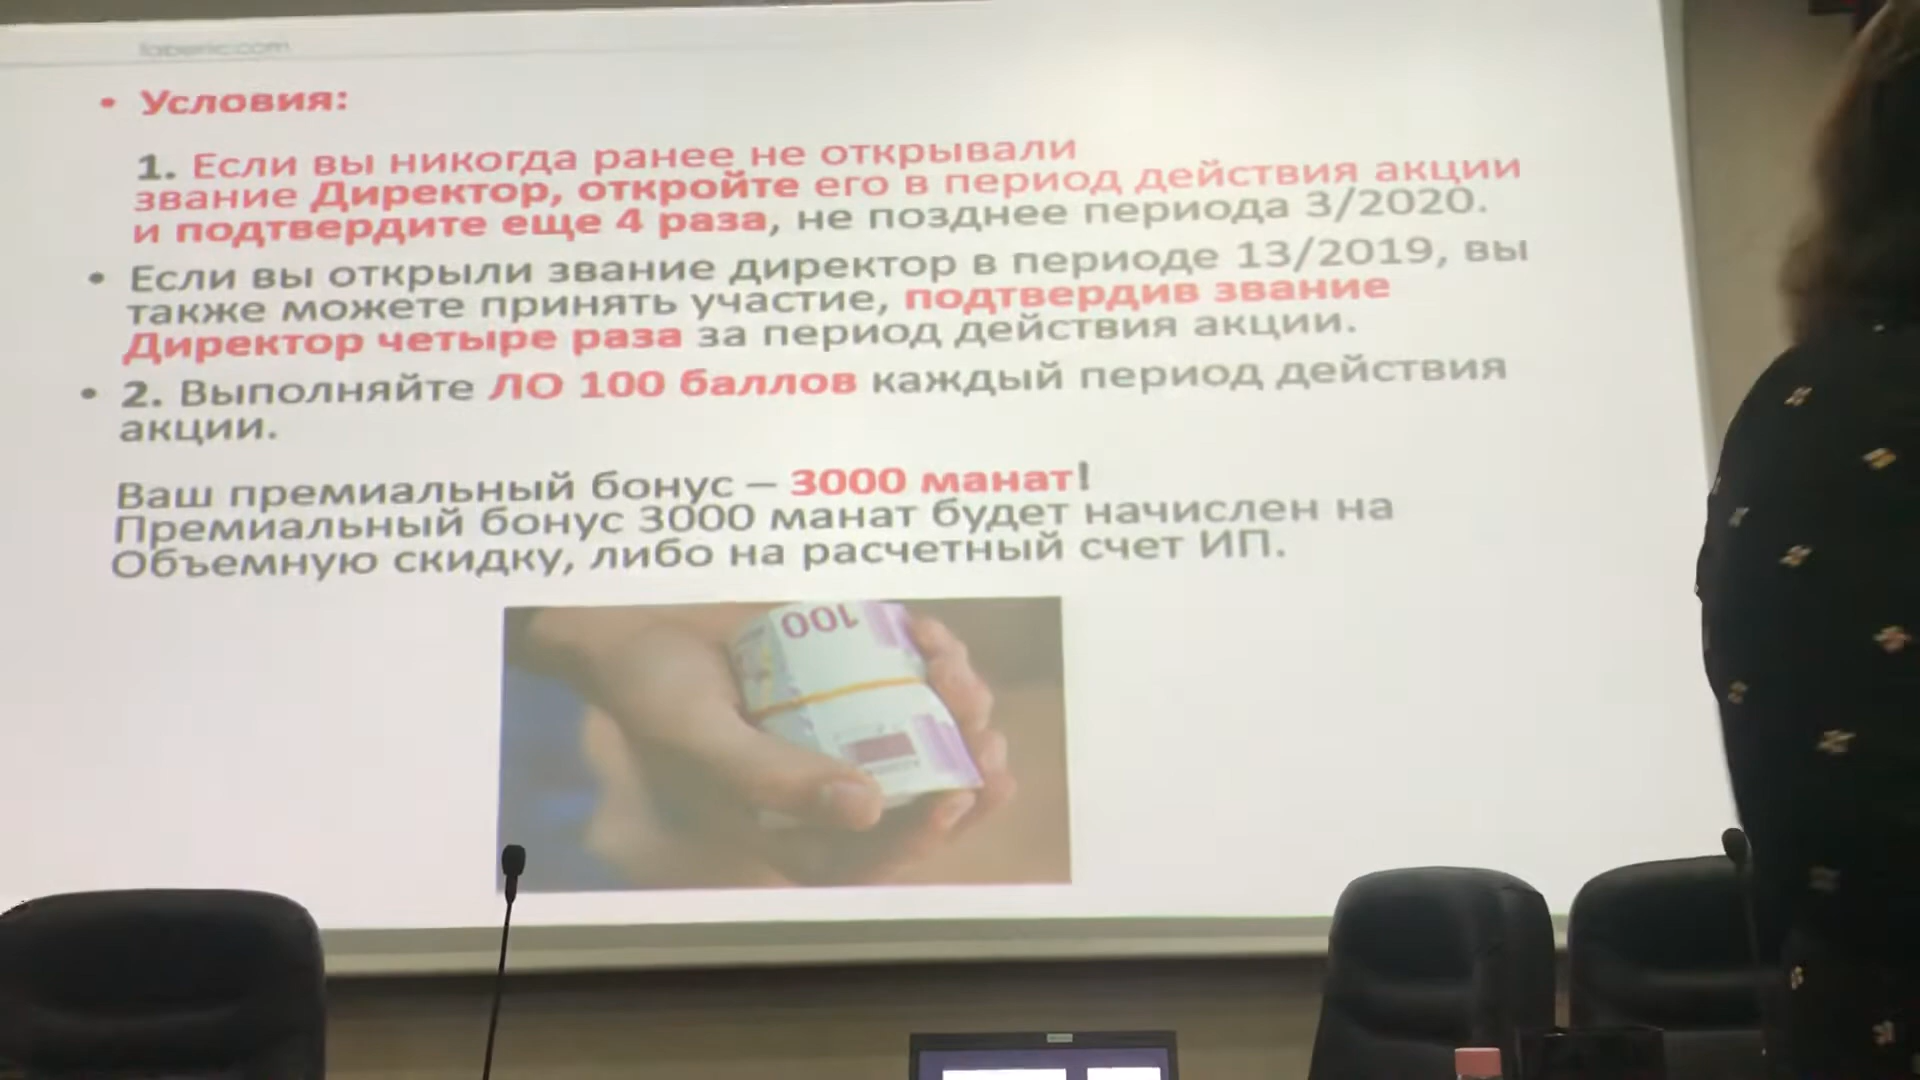 faberlic.com
• Условия:
1. Если вы никогда ранее не открывали
звание Директор, откройте его в период действия акции
и подтвердите еще 4 раза, не позднее периода 3/2020.
• Если вы открыли звание директор в периоде 13/2019, вы
также можете принять участие, подтвердив звание
Директор четыре раза за период действия акции.
• 2. Выполняйте ЛО 100 баллов каждый период действия
акции.
Ваш премиальный бонус – 3000 манат!
Премиальный бонус 3000 манат будет начислен на
Объемную скидку, либо на расчетный счет ИП.
100